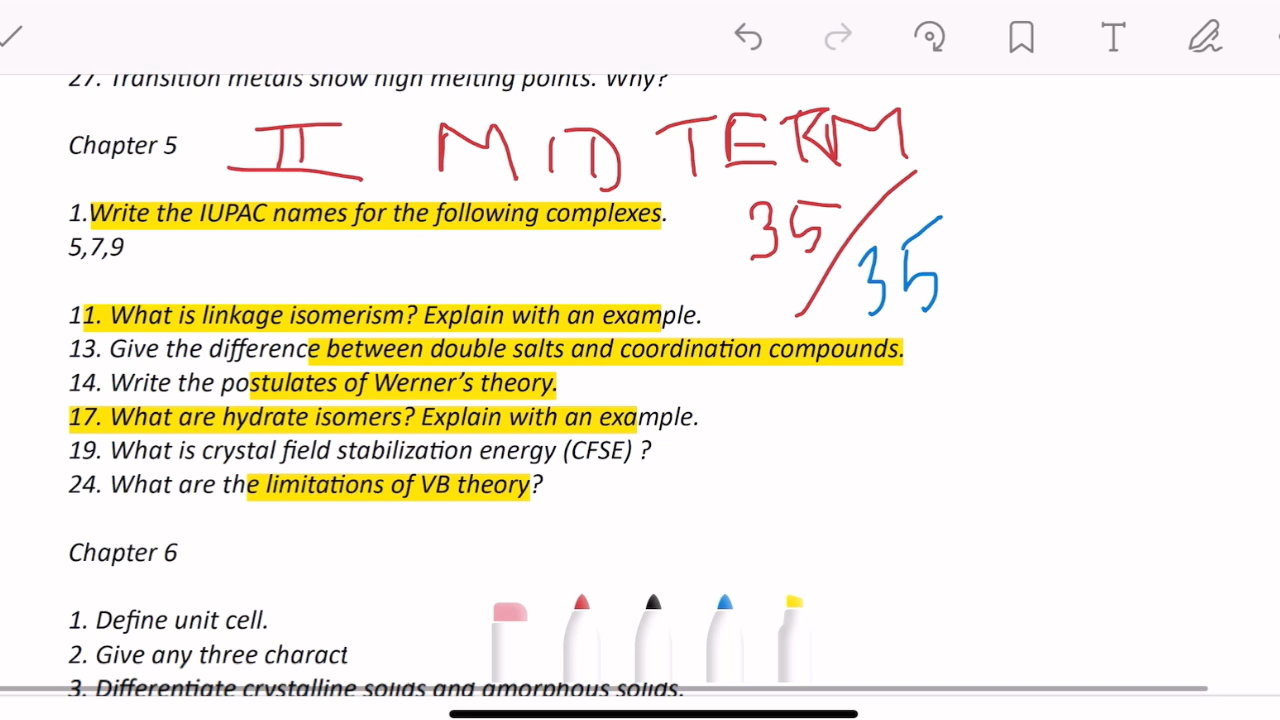 27. Transition metals show high melting points. Why?
Chapter 5
II MID TERM
1.Write the IUPAC names for the following complexes.
35/35
5,7,9
11. What is linkage isomerism? Explain with an example.
13. Give the difference between double salts and coordination compounds.
14. Write the postulates of Werner’s theory.
17. What are hydrate isomers? Explain with an example.
19. What is crystal field stabilization energy (CFSE) ?
24. What are the limitations of VB theory?
Chapter 6
1. Define unit cell.
2. Give any three charact
3. Differentiate crystalline solids and amorphous solids.